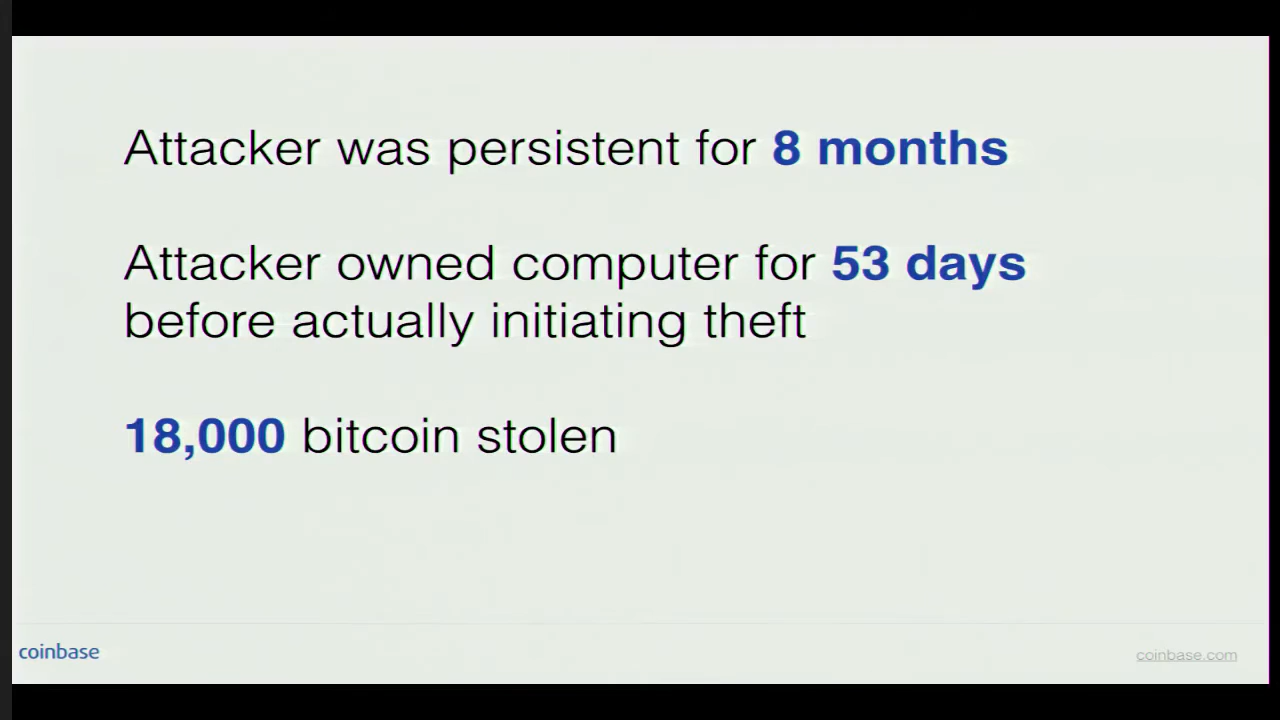 Attacker was persistent for 8 months
Attacker owned computer for 53 days
before actually initiating theft
18,000 bitcoin stolen
coinbase
coinbase.com